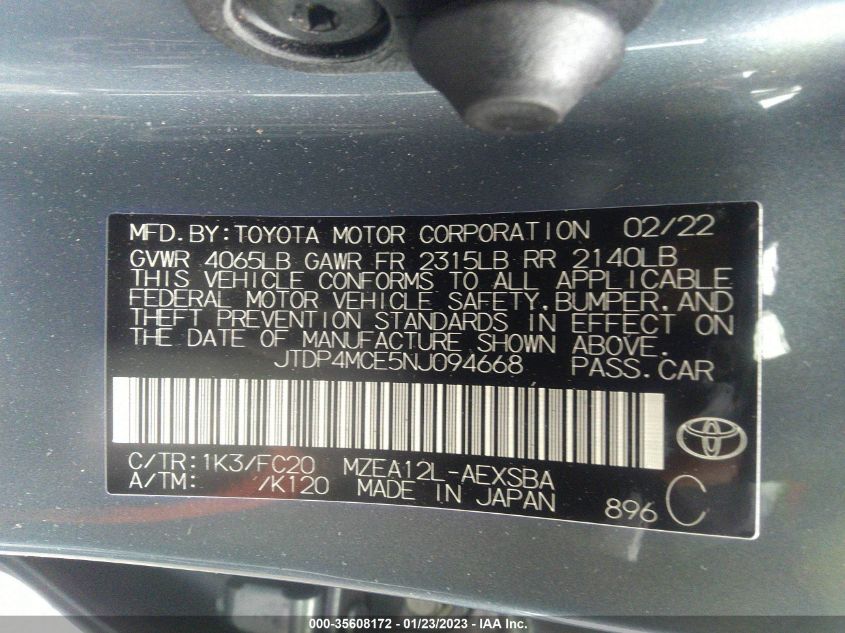 MFD.BY:TOYOTA MOTOR CORPORATION 02/22
GVWR 4065LB GAWR FR 2315LB RR 2140LB
THIS VEHICLE CONFORMS TO ALL APPLICABLE
FEDERAL MOTOR VEHICLE SAFETY,BUMPER,AND
THEFT PREVENTION STANDARDS IN EFFECT ON
THE DATE OF MANUFACTURE SHOWN ABOVE.
JTDP4MCE5NJ094668 PASS.CAR
C/TR:1K3/FC20 MZEA12L-AEXSBA
A/TM: /K120 MADE IN JAPAN 896 C
000-35608172 - 01/23/2023 - IAA Inc.